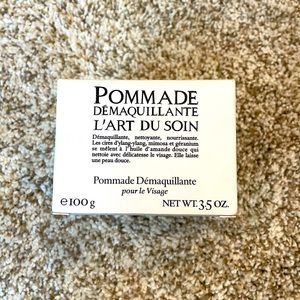 POMMADE
DÉMAQUILLANTE
L'ART DU SOIN
Démaquillante, nettoyante, nourrissante.
Les cires d'ylang-ylang, mimosa et géranium
se mêlent à l'huile d'amande douce qui
nettoie avec délicatesse le visage. Elle laisse
une peau douce.
Pommade Démaquillante
pour le Visage
e100g NET WT. 3.5 OZ.